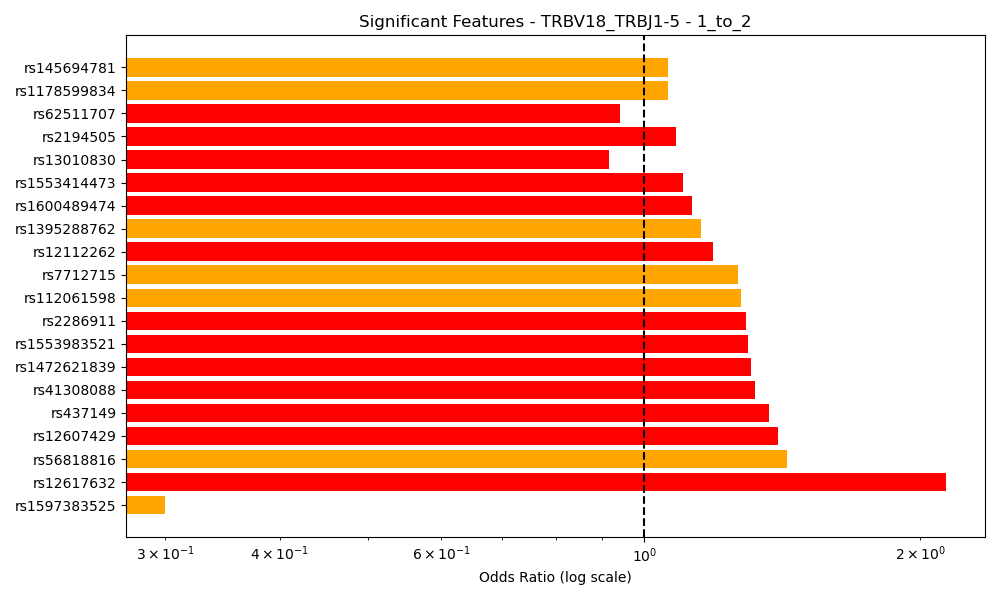 Significant Features - TRBV18_TRBJ1-5 - 1_to_2
rs145694781
rs1178599834
rs62511707
rs2194505
rs13010830
rs1553414473
rs1600489474
rs1395288762
rs12112262
rs7712715
rs112061598
rs2286911
rs1553983521
rs1472621839
rs41308088
rs437149
rs12607429
rs56818816
rs12617632
rs1597383525
3 × 10⁻¹ 4 × 10⁻¹ 6 × 10⁻¹ 10⁰ 2 × 10⁰
Odds Ratio (log scale)